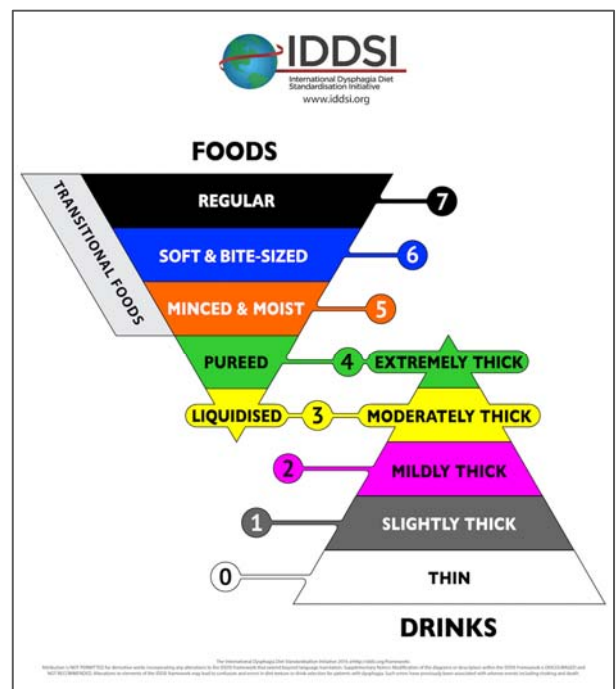 IDDSI
International Dysphagia Diet
Standardisation Initiative
www.iddsi.org
FOODS
TRANSITIONAL FOODS
REGULAR
7
SOFT & BITE-SIZED
6
MINCED & MOIST
5
PUREED
4
EXTREMELY THICK
LIQUIDISED
3
MODERATELY THICK
2
MILDLY THICK
1
SLIGHTLY THICK
0
THIN
DRINKS